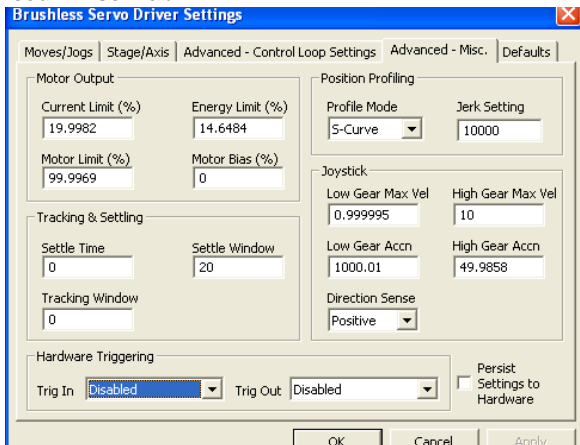 Brushless Servo Driver Settings
Moves/Jogs Stage/Axis Advanced - Control Loop Settings Advanced - Misc. Defaults
Motor Output
Current Limit (%) Energy Limit (%)
19.9982 14.6484
Motor Limit (%) Motor Bias (%)
99.9969 0
Position Profiling
Profile Mode Jerk Setting
S-Curve 10000
Tracking & Settling
Settle Time Settle Window
0 20
Tracking Window
0
Joystick
Low Gear Max Vel High Gear Max Vel
0.999995 10
Low Gear Accn High Gear Accn
1000.01 49.9858
Direction Sense
Positive
Hardware Triggering
Trig In Disabled Trig Out Disabled
Persist
Settings to
Hardware
OK Cancel Apply